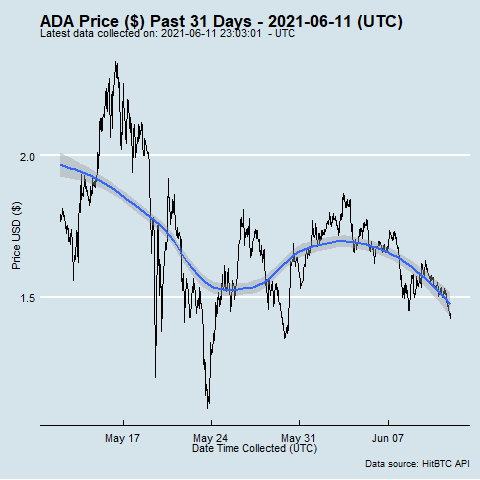 ADA Price ($) Past 31 Days - 2021-06-11 (UTC)
Latest data collected on: 2021-06-11 23:03:01 - UTC
2.0
1.5
Price USD ($)
May 17 May 24 May 31 Jun 07
Date Time Collected (UTC)
Data source: HitBTC API